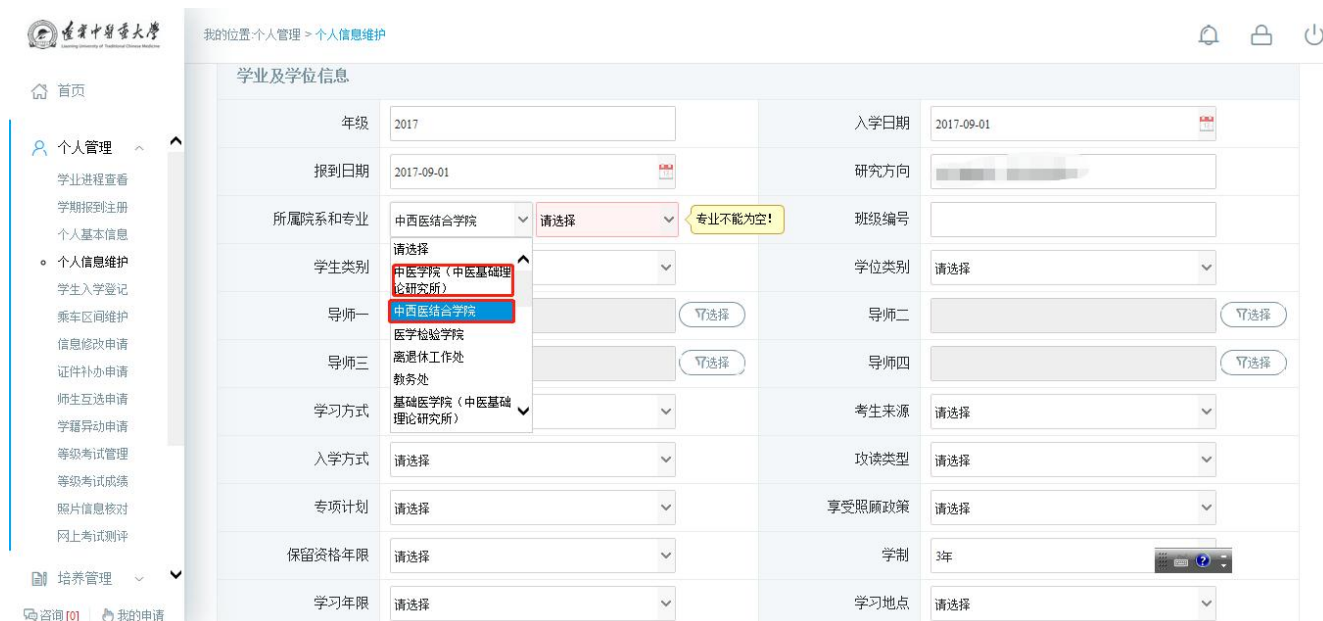 我的位置:个人管理 > 个人信息维护
首页
个人管理
学业进程查看
学期报到注册
个人基本信息
个人信息维护
学生入学登记
乘车区间维护
信息修改申请
证件补办申请
师生互选申请
学籍异动申请
等级考试管理
等级考试成绩
照片信息核对
网上考试测评
培养管理
咨询[0] 我的申请
学业及学位信息
年级 2017 入学日期 2017-09-01
报到日期 2017-09-01 研究方向
所属院系和专业 中西医结合学院 请选择 专业不能为空! 班级编号
请选择
中医学院（中医基础理
论研究所）
中西医结合学院
医学检验学院
离退休工作处
教务处
基础医学院（中医基础
理论研究所）
学生类别 学位类别 请选择
导师一 选择 导师二 选择
导师三 选择 导师四 选择
学习方式 考生来源 请选择
入学方式 请选择 攻读类型 请选择
专项计划 请选择 享受照顾政策 请选择
保留资格年限 请选择 学制 3年
学习年限 请选择 学习地点 请选择